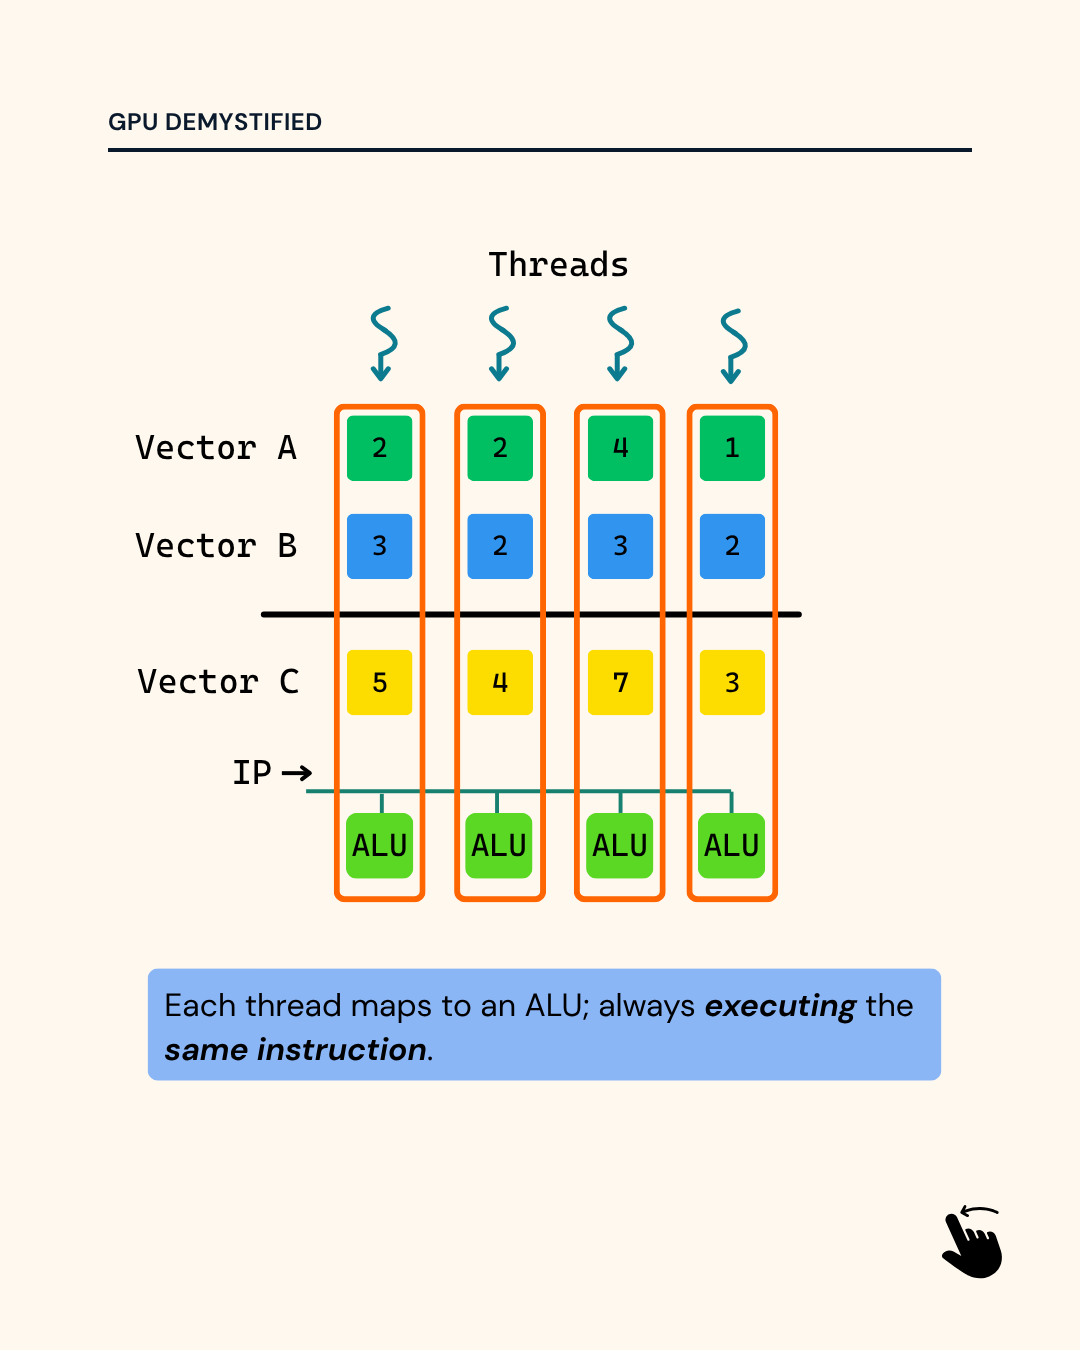 GPU DEMYSTIFIED
Threads
Vector A 2 2 4 1
Vector B 3 2 3 2
Vector C 5 4 7 3
IP →
ALU ALU ALU ALU
Each thread maps to an ALU; always executing the
same instruction.